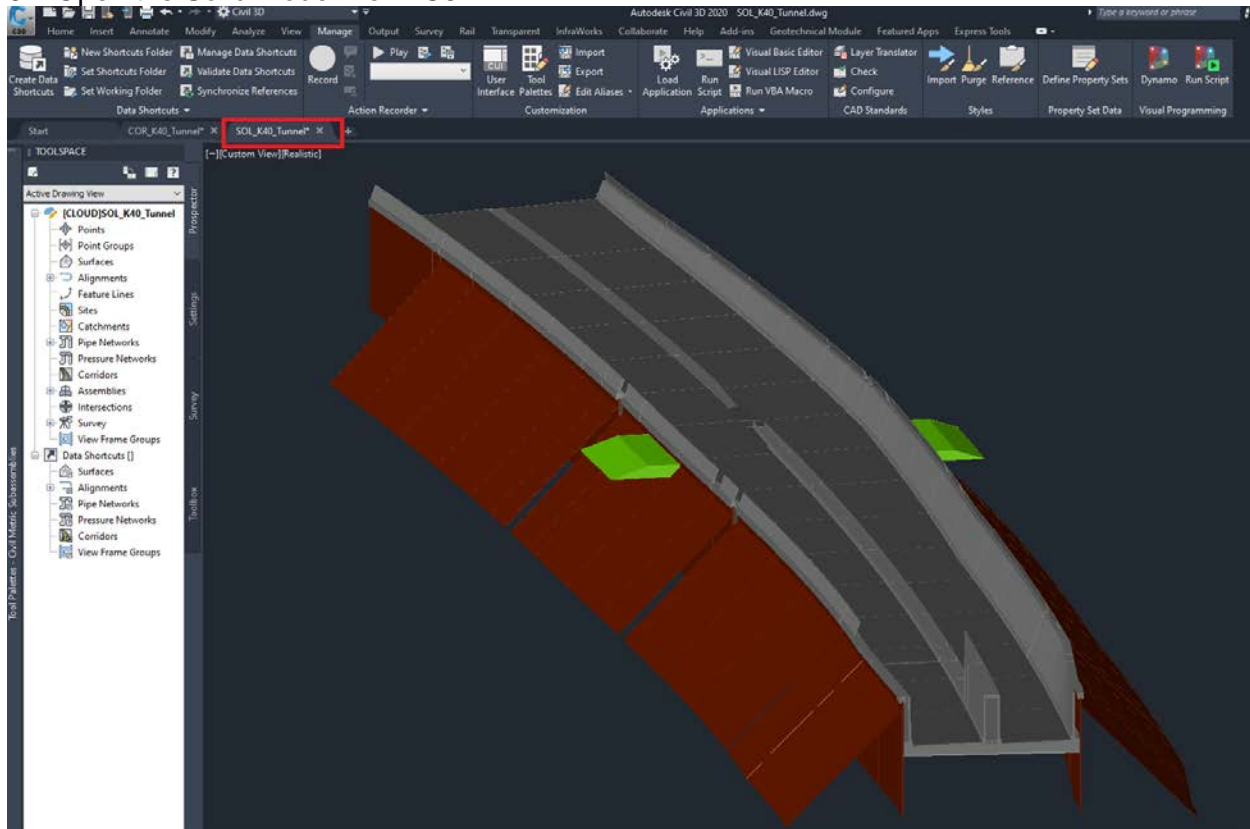 Civil 3D
Autodesk Civil 3D 2020 SOL_K40_Tunnel.dwg
Type a keyword or phrase
Home Insert Annotate Modify Analyze View Manage Output Survey Rail Transparent InfraWorks Collaborate Help Add-ins Geotechnical Module Featured Apps Express Tools
Create Data Shortcuts
New Shortcuts Folder
Set Shortcuts Folder
Set Working Folder
Manage Data Shortcuts
Validate Data Shortcuts
Synchronize References
Data Shortcuts
Record
Play
Action Recorder
CUI
User Interface
Tool Palettes
Import
Export
Edit Aliases
Customization
Load Application
Run Script
Visual Basic Editor
Visual LISP Editor
Run VBA Macro
Applications
Layer Translator
Check
Configure
CAD Standards
Import Purge Reference
Styles
Define Property Sets
Property Set Data
Dynamo Run Script
Visual Programming
Start COR_K40_Tunnel* SOL_K40_Tunnel*
TOOLSPACE
[-][Custom View][Realistic]
Active Drawing View
[CLOUD]SOL_K40_Tunnel
Points
Point Groups
Surfaces
Alignments
Feature Lines
Sites
Catchments
Pipe Networks
Pressure Networks
Corridors
Assemblies
Intersections
Survey
View Frame Groups
Data Shortcuts []
Surfaces
Alignments
Pipe Networks
Pressure Networks
Corridors
View Frame Groups
Prospector
Settings
Survey
Toolbox
Tool Palettes - Civil Metric Subassemblies